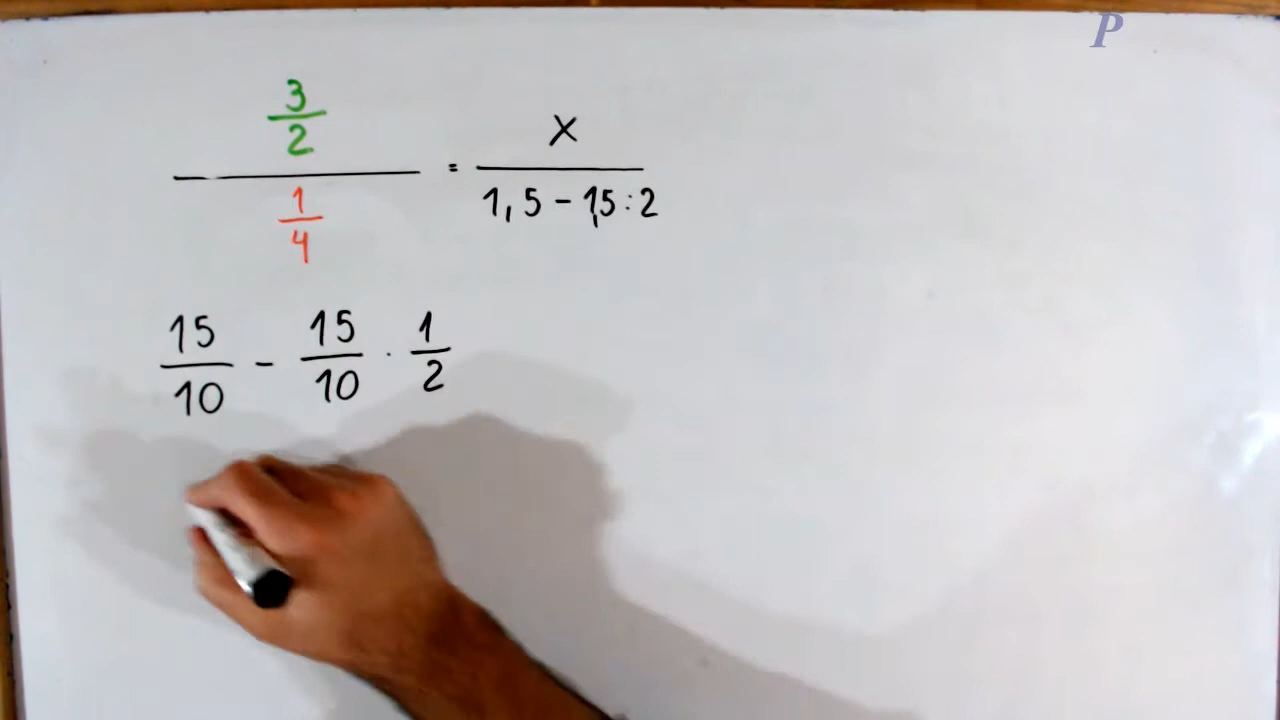 P
3/2 / 1/4 = X / 1,5 - 1,5 : 2
15/10 - 15/10 · 1/2